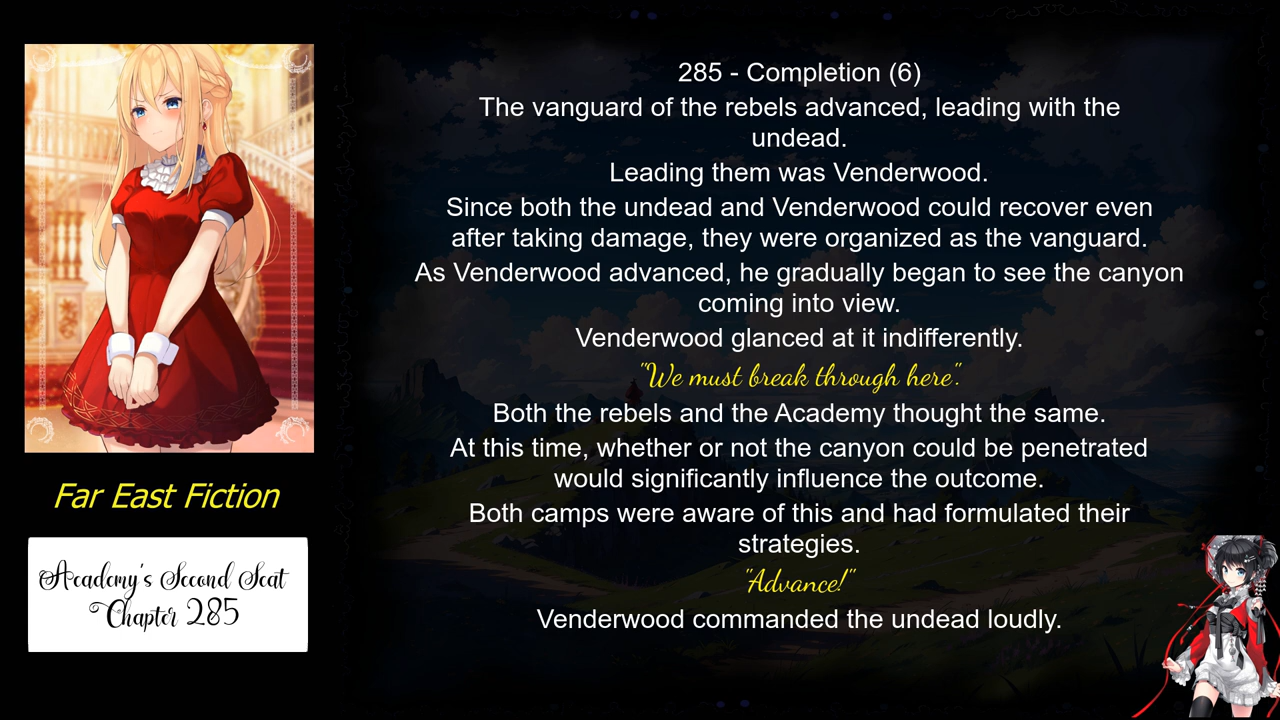 285 - Completion (6)
The vanguard of the rebels advanced, leading with the
undead.
Leading them was Venderwood.
Since both the undead and Venderwood could recover even
after taking damage, they were organized as the vanguard.
As Venderwood advanced, he gradually began to see the canyon
coming into view.
Venderwood glanced at it indifferently.
"We must break through here".
Both the rebels and the Academy thought the same.
At this time, whether or not the canyon could be penetrated
would significantly influence the outcome.
Both camps were aware of this and had formulated their
strategies.
"Advance!"
Venderwood commanded the undead loudly.
Far East Fiction
Academy's Second Seat
Chapter 285